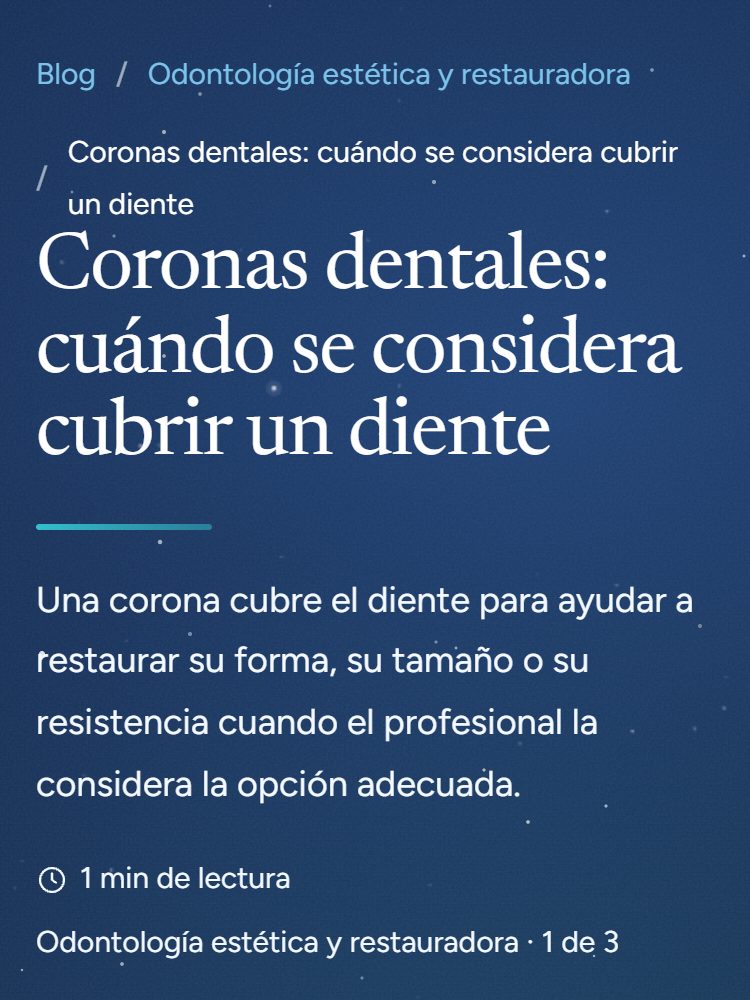 Blog / Odontología estética y restauradora
/ Coronas dentales: cuándo se considera cubrir
un diente
Coronas dentales:
cuándo se considera
cubrir un diente
Una corona cubre el diente para ayudar a
restaurar su forma, su tamaño o su
resistencia cuando el profesional la
considera la opción adecuada.
1 min de lectura
Odontología estética y restauradora · 1 de 3